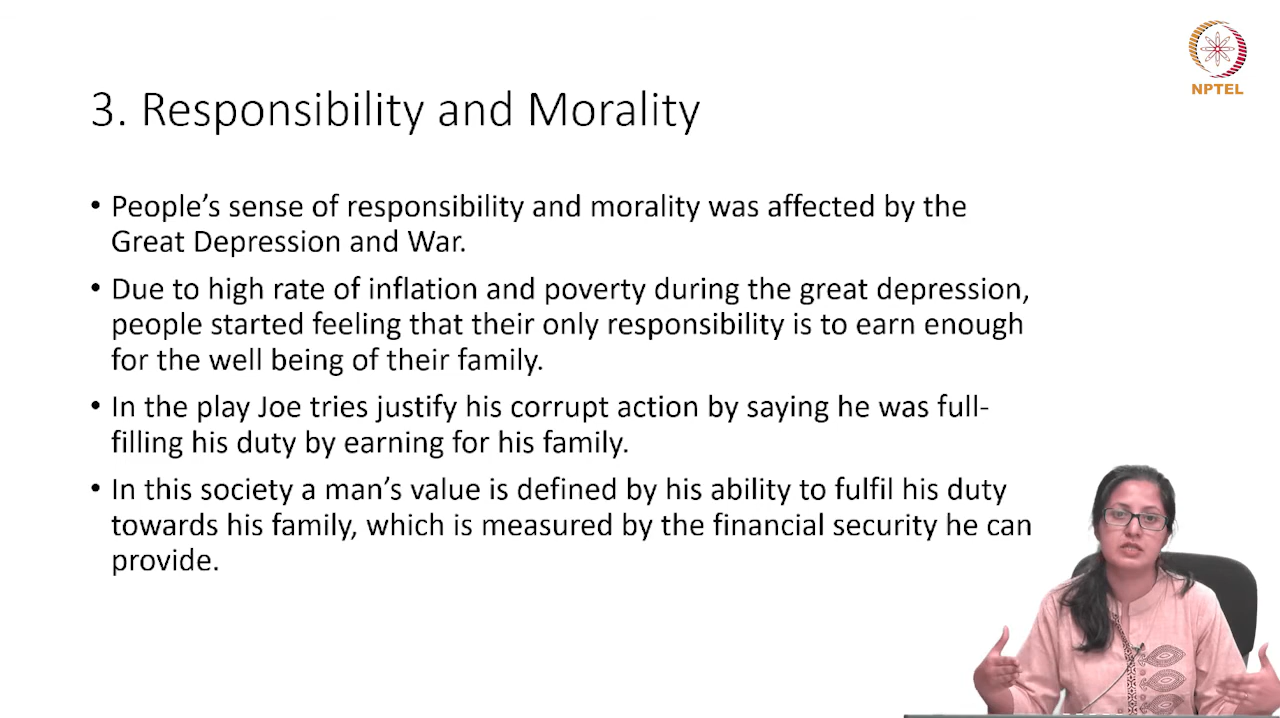 NPTEL
3. Responsibility and Morality
• People’s sense of responsibility and morality was affected by the
Great Depression and War.
• Due to high rate of inflation and poverty during the great depression,
people started feeling that their only responsibility is to earn enough
for the well being of their family.
• In the play Joe tries justify his corrupt action by saying he was full-
filling his duty by earning for his family.
• In this society a man’s value is defined by his ability to fulfil his duty
towards his family, which is measured by the financial security he can
provide.